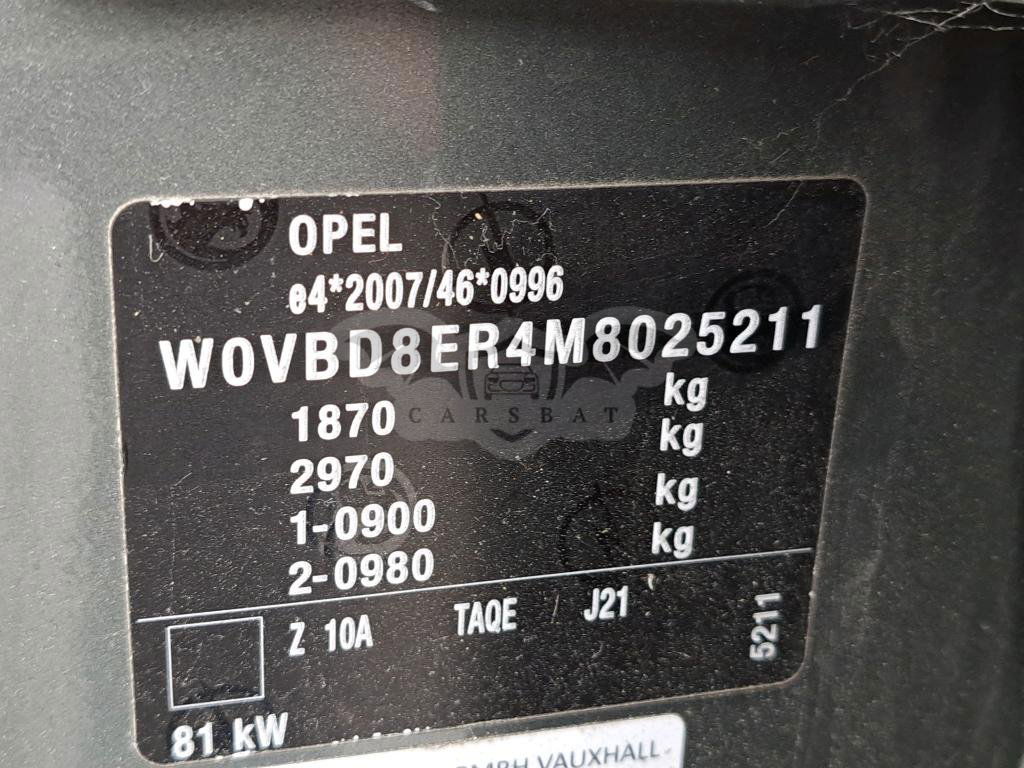 OPEL
e4*2007/46*0996
W0VBD8ER4M8025211
1870 kg
2970 kg
1-0900 kg
2-0980 kg
CARSBAT
Z 10A TAQE J21
5211
81 kW
VAUXHALL